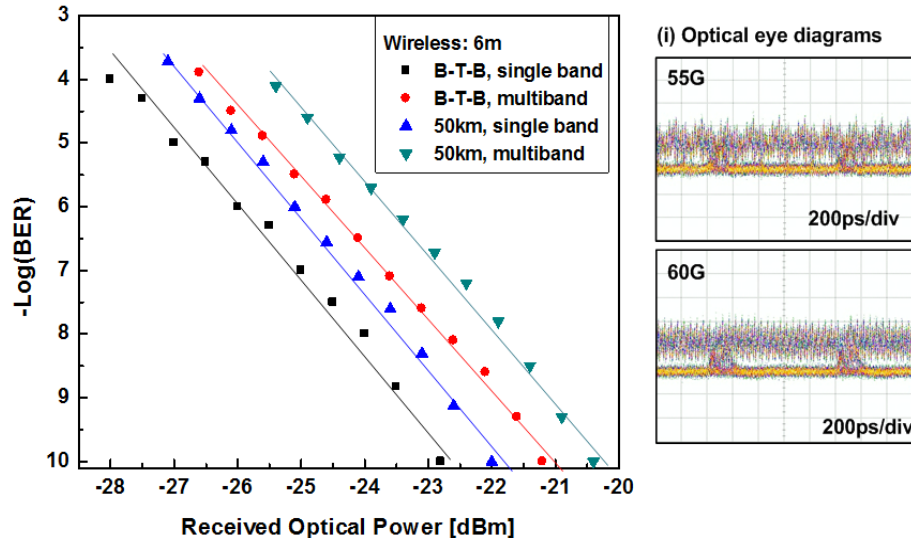 3
4
5
6
7
8
9
10
-Log(BER)
-28 -27 -26 -25 -24 -23 -22 -21 -20
Received Optical Power [dBm]
Wireless: 6m
B-T-B, single band
B-T-B, multiband
50km, single band
50km, multiband
(i) Optical eye diagrams
55G
200ps/div
60G
200ps/div